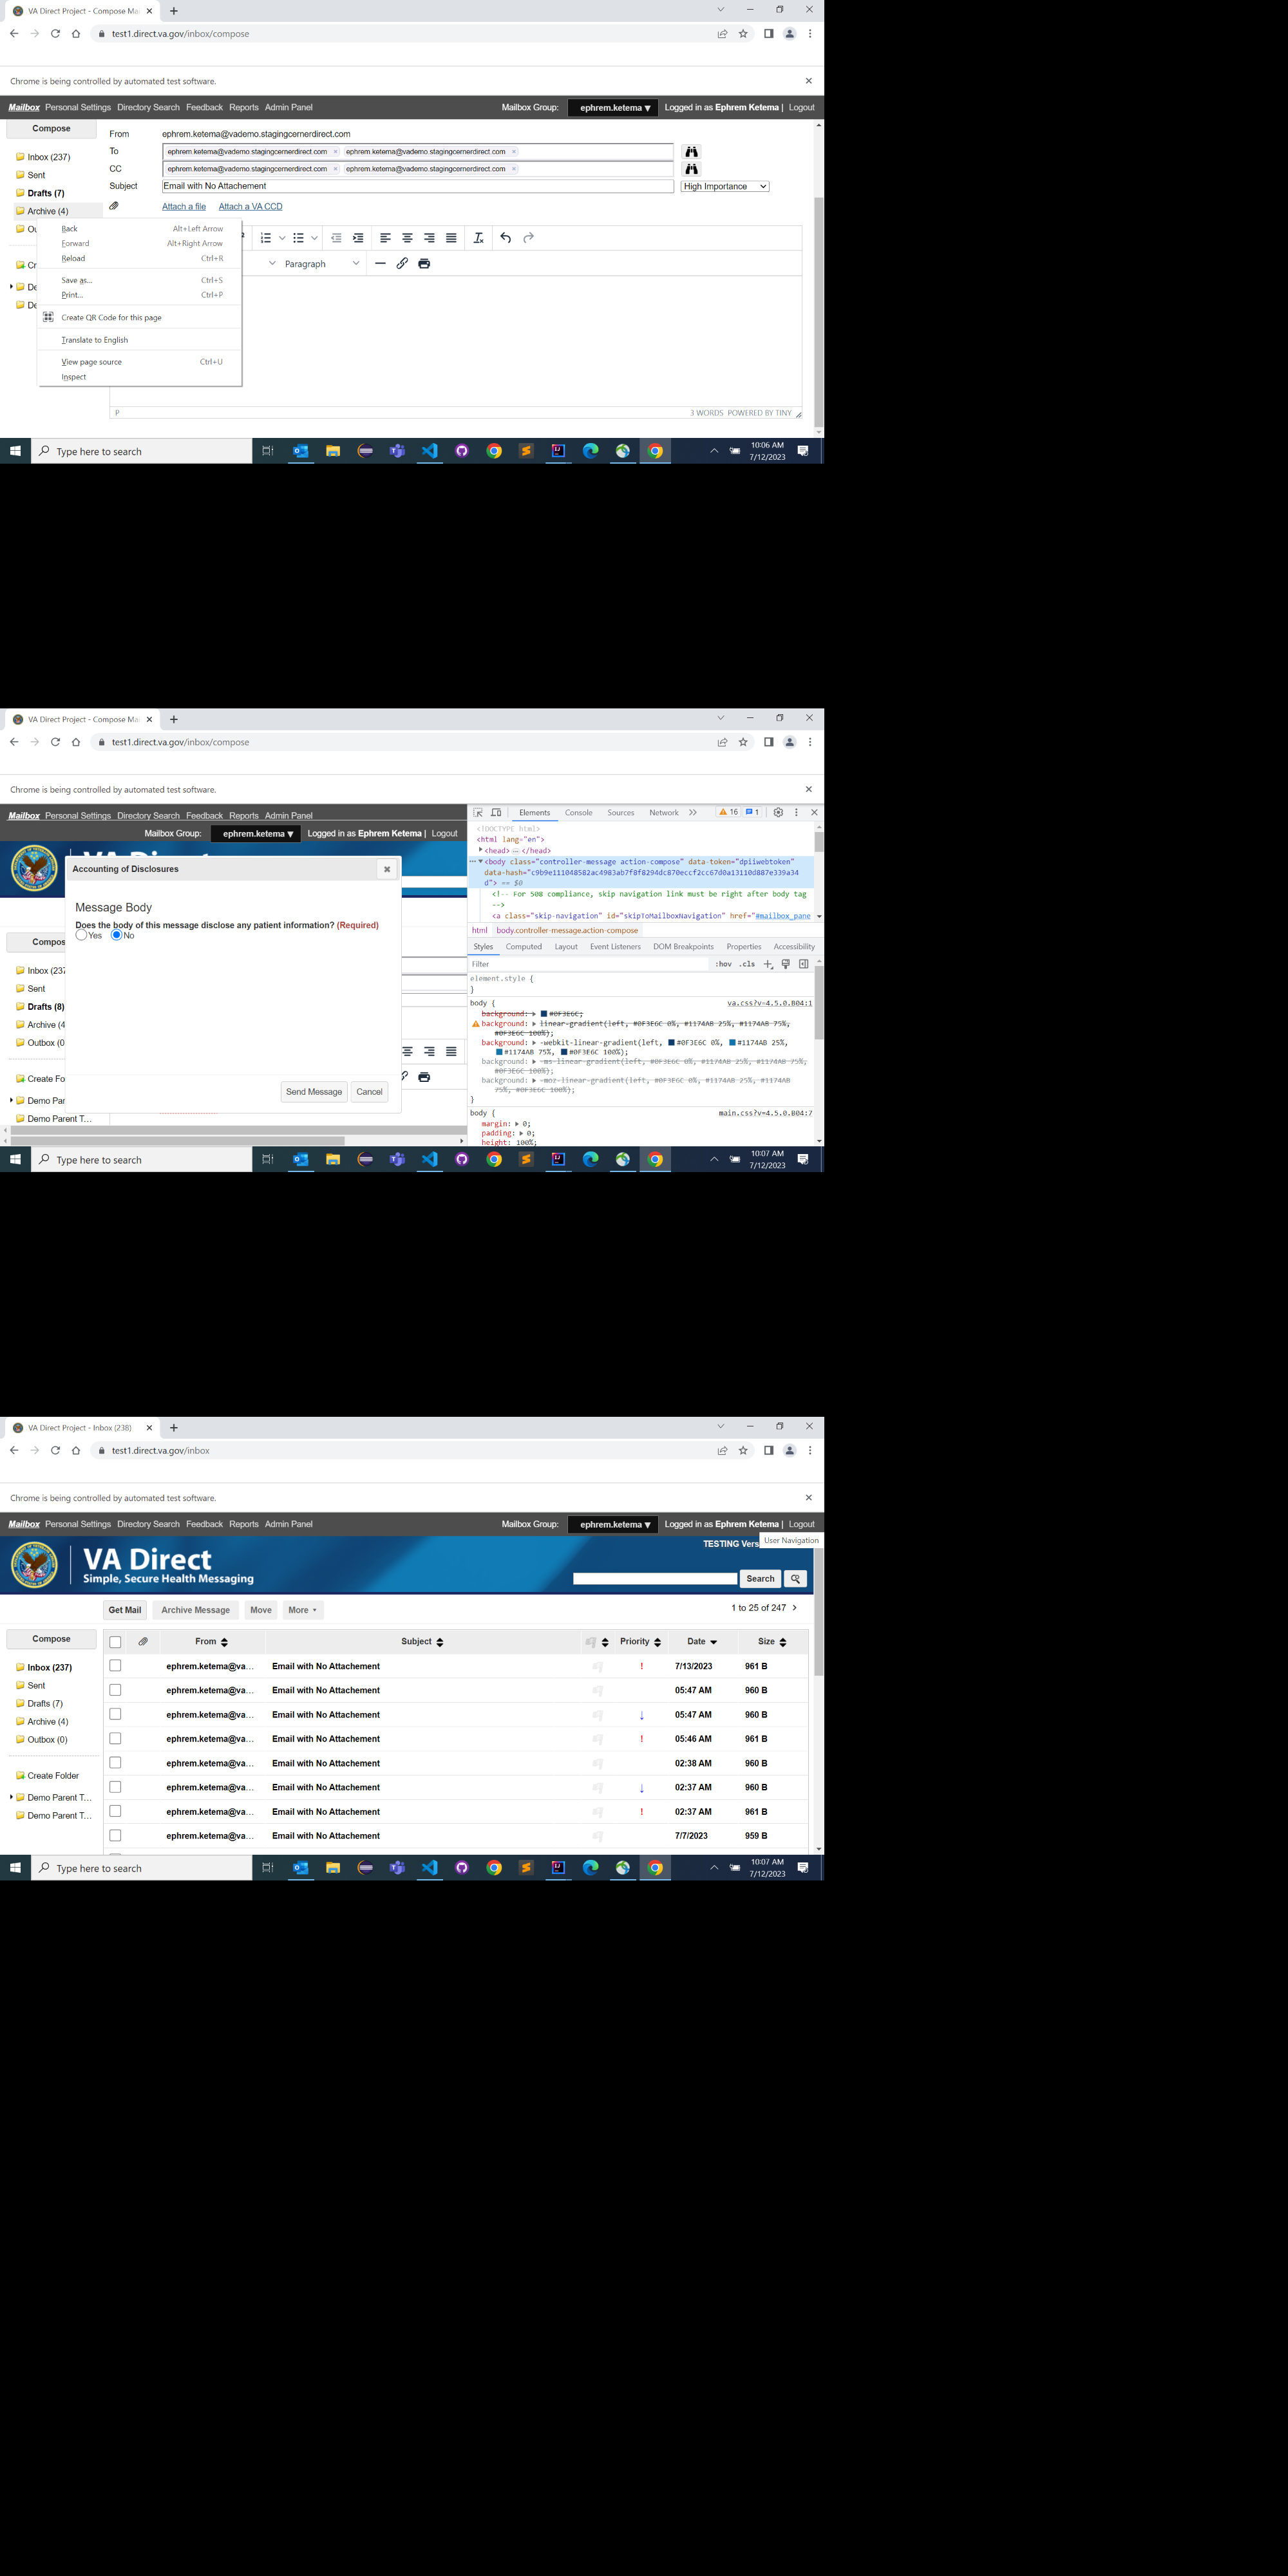 VA Direct Project - Compose Ma
test1.direct.va.gov/inbox/compose
Chrome is being controlled by automated test software.
Mailbox Personal Settings Directory Search Feedback Reports Admin Panel Mailbox Group: ephrem.ketema ▾ Logged in as Ephrem Ketema | Logout
Compose
From ephrem.ketema@vademo.stagingcernerdirect.com
To ephrem.ketema@vademo.stagingcernerdirect.com × ephrem.ketema@vademo.stagingcernerdirect.com ×
CC ephrem.ketema@vademo.stagingcernerdirect.com × ephrem.ketema@vademo.stagingcernerdirect.com ×
Subject Email with No Attachement High Importance
Attach a file Attach a VA CCD
Inbox (237)
Sent
Drafts (7)
Archive (4)
Ou
Cr
De
De
Back Alt+Left Arrow
Forward Alt+Right Arrow
Reload Ctrl+R
Save as... Ctrl+S
Print... Ctrl+P
Create QR Code for this page
Translate to English
View page source Ctrl+U
Inspect
Paragraph
P 3 WORDS POWERED BY TINY
Type here to search
10:06 AM
7/12/2023
VA Direct Project - Compose Ma
test1.direct.va.gov/inbox/compose
Chrome is being controlled by automated test software.
Mailbox Personal Settings Directory Search Feedback Reports Admin Panel
Mailbox Group: ephrem.ketema ▾ Logged in as Ephrem Ketema | Logout
Accounting of Disclosures
Message Body
Does the body of this message disclose any patient information? (Required)
Yes No
Send Message Cancel
Compos
Inbox (237
Sent
Drafts (8)
Archive (4
Outbox (0
Create Fo
Demo Par
Demo Parent T...
Elements Console Sources Network 16 1
<!DOCTYPE html>
<html lang="en">
<head> </head>
<body class="controller-message action-compose" data-token="dpiiwebtoken"
data-hash="c9b9e111048582ac4983ab7f8f8294dc870eccf2cc67d0a13110d887e339a34
d"> == $0
<!-- For 508 compliance, skip navigation link must be right after body tag
-->
<a class="skip-navigation" id="skipToMailboxNavigation" href="#mailbox_pane
html body.controller-message.action-compose
Styles Computed Layout Event Listeners DOM Breakpoints Properties Accessibility
Filter :hov .cls
element.style {
}
body { va.css?v=4.5.0.B04:1
background: #0F3E6C;
background: linear-gradient(left, #0F3E6C 0%, #1174AB 25%, #1174AB 75%,
#0F3E6C 100%);
background: -webkit-linear-gradient(left, #0F3E6C 0%, #1174AB 25%,
#1174AB 75%, #0F3E6C 100%);
background: -ms-linear-gradient(left, #0F3E6C 0%, #1174AB 25%, #1174AB 75%,
#0F3E6C 100%);
background: -moz-linear-gradient(left, #0F3E6C 0%, #1174AB 25%, #1174AB
75%, #0F3E6C 100%);
}
body { main.css?v=4.5.0.B04:7
margin: 0;
padding: 0;
height: 100%;
Type here to search
10:07 AM
7/12/2023
VA Direct Project - Inbox (238)
test1.direct.va.gov/inbox
Chrome is being controlled by automated test software.
Mailbox Personal Settings Directory Search Feedback Reports Admin Panel Mailbox Group: ephrem.ketema ▾ Logged in as Ephrem Ketema | Logout
TESTING Vers User Navigation
VA Direct
Simple, Secure Health Messaging
Search
Get Mail Archive Message Move More 1 to 25 of 247
Compose
Inbox (237)
Sent
Drafts (7)
Archive (4)
Outbox (0)
Create Folder
Demo Parent T...
Demo Parent T...
From Subject Priority Date Size
ephrem.ketema@va... Email with No Attachement ! 7/13/2023 961 B
ephrem.ketema@va... Email with No Attachement 05:47 AM 960 B
ephrem.ketema@va... Email with No Attachement ↓ 05:47 AM 960 B
ephrem.ketema@va... Email with No Attachement ! 05:46 AM 961 B
ephrem.ketema@va... Email with No Attachement 02:38 AM 960 B
ephrem.ketema@va... Email with No Attachement ↓ 02:37 AM 960 B
ephrem.ketema@va... Email with No Attachement ! 02:37 AM 961 B
ephrem.ketema@va... Email with No Attachement 7/7/2023 959 B
Type here to search
10:07 AM
7/12/2023